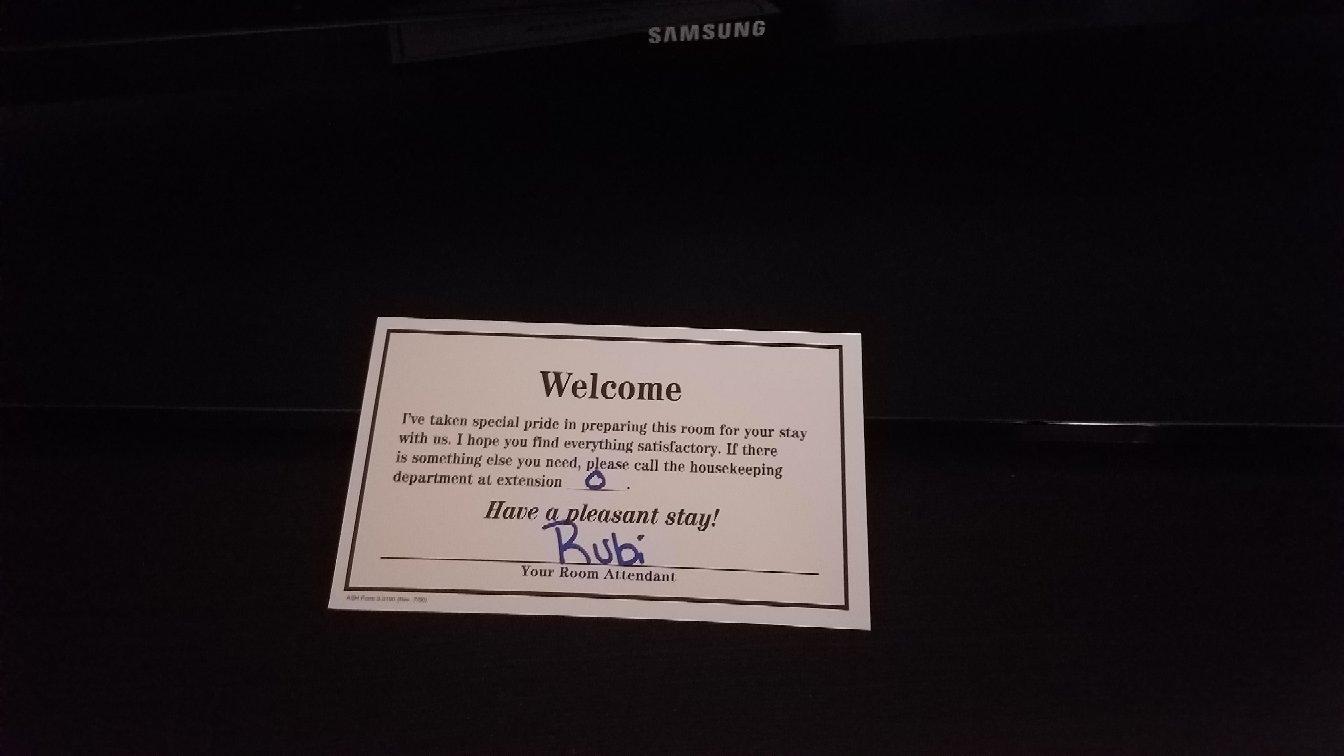 SAMSUNG
Welcome
I've taken special pride in preparing this room for your stay
with us. I hope you find everything satisfactory. If there
is something else you need, please call the housekeeping
department at extension 0.
Have a pleasant stay!
Rubi
Your Room Attendant